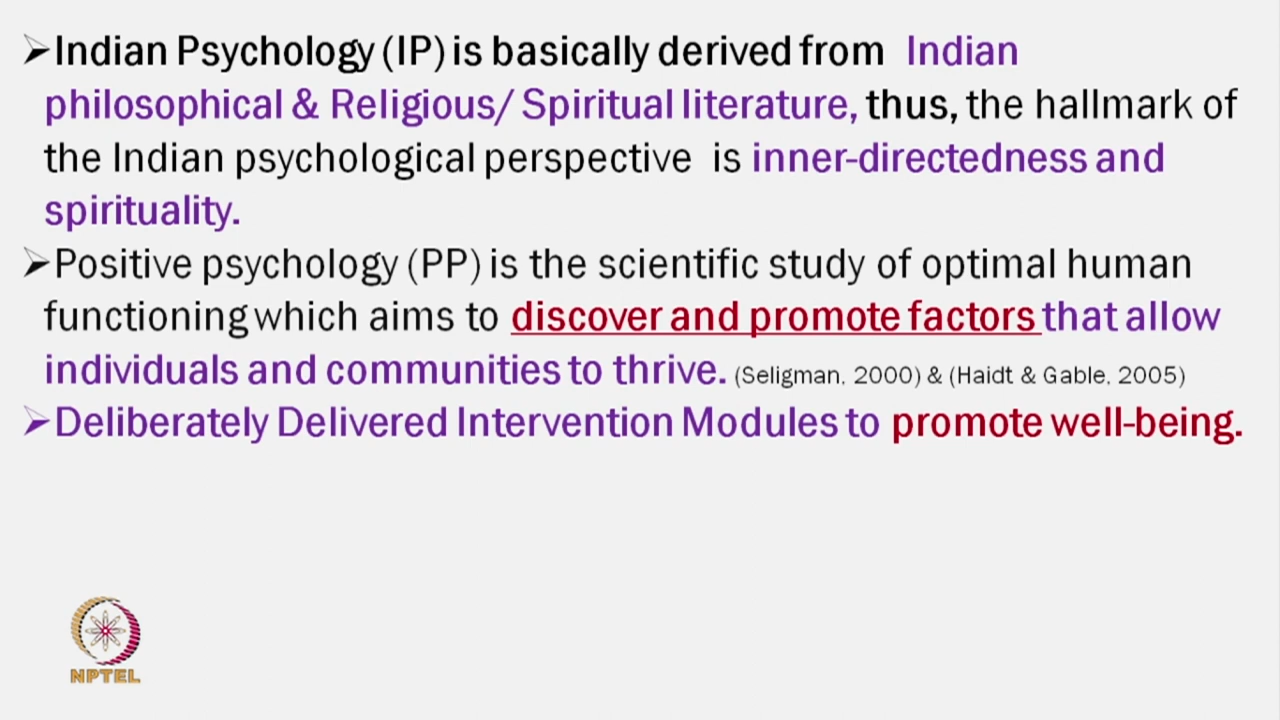 ➢Indian Psychology (IP) is basically derived from Indian
philosophical & Religious/ Spiritual literature, thus, the hallmark of
the Indian psychological perspective is inner-directedness and
spirituality.
➢Positive psychology (PP) is the scientific study of optimal human
functioning which aims to discover and promote factors that allow
individuals and communities to thrive. (Seligman, 2000) & (Haidt & Gable, 2005)
➢Deliberately Delivered Intervention Modules to promote well-being.
NPTEL